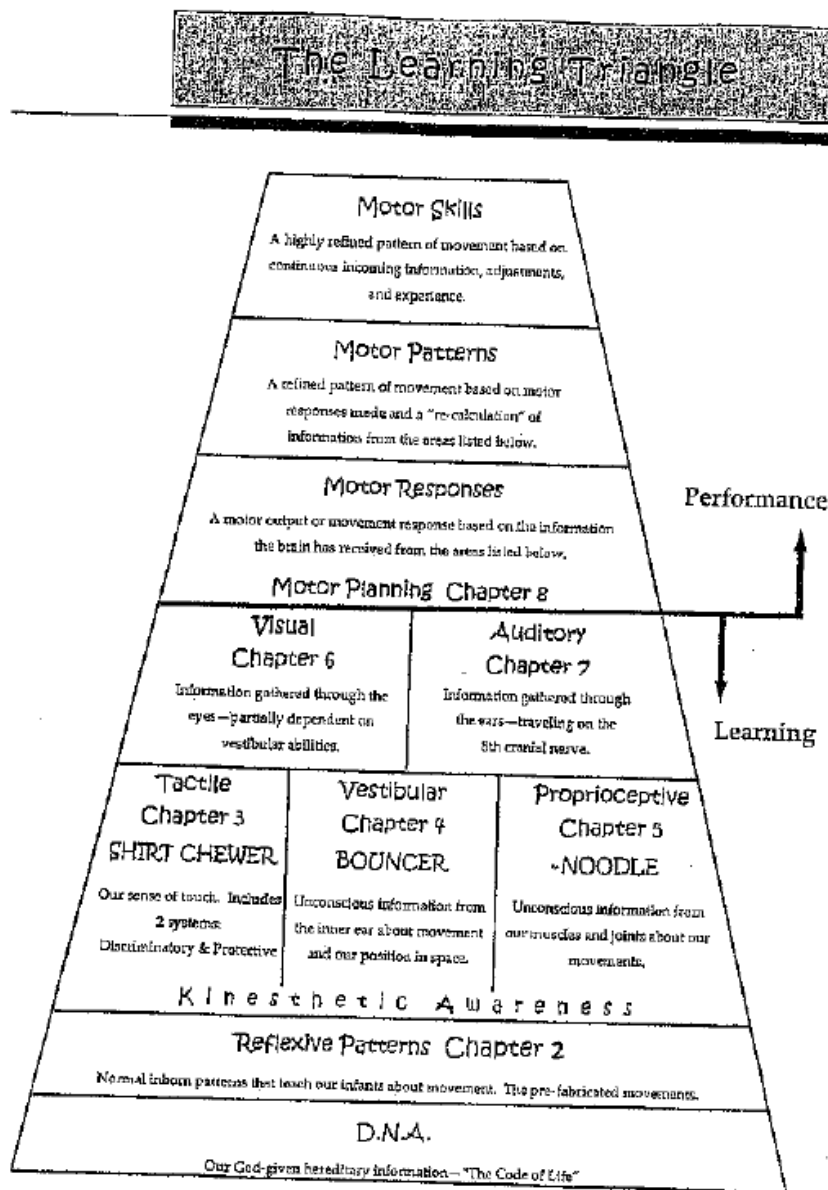 The Learning Triangle
Motor Skills
A highly refined pattern of movement based on
continuous incoming information, adjustments,
and experience.
Motor Patterns
A refined pattern of movement based on motor
responses made and a "re-calculation" of
information from the areas listed below.
Motor Responses
A motor output or movement response based on the information
the brain has received from the areas listed below.
Motor Planning Chapter 8
Performance
Learning
Visual
Chapter 6
Information gathered through the
eyes—partially dependent on
vestibular abilities.
Auditory
Chapter 7
Information gathered through
the ears—traveling on the
8th cranial nerve.
Tactile
Chapter 3
SHIRT CHEWER
Our sense of touch. Includes
2 systems:
Discriminatory & Protective
Vestibular
Chapter 4
BOUNCER
Unconscious information from
the inner ear about movement
and our position in space.
Proprioceptive
Chapter 5
NOODLE
Unconscious information from
our muscles and joints about our
movements.
Kinesthetic Awareness
Reflexive Patterns Chapter 2
Normal inborn patterns that teach our infants about movement. The pre-fabricated movements.
D.N.A.
Our God-given hereditary information—"The Code of Life"